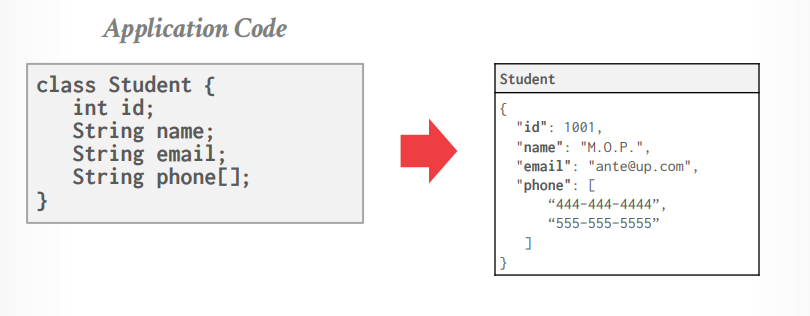 Application Code
class Student {
int id;
String name;
String email;
String phone[];
}
Student
{
"id": 1001,
"name": "M.O.P.",
"email": "ante@up.com",
"phone": [
“444-444-4444”,
“555-555-5555”
]
}